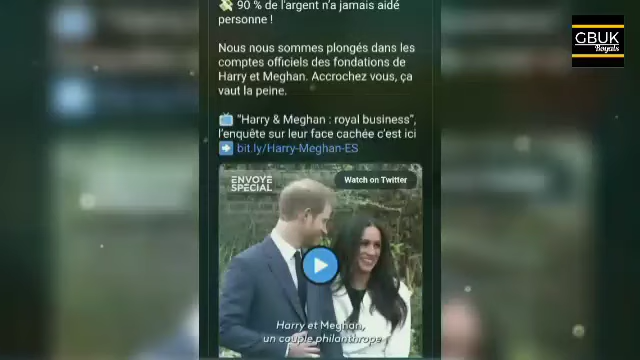 💸 90 % de l'argent n'a jamais aidé
personne !
Nous nous sommes plongés dans les
comptes officiels des fondations de
Harry et Meghan. Accrochez vous, ça
vaut la peine.
📺 "Harry & Meghan : royal business",
l'enquête sur leur face cachée c'est ici
➡️ bit.ly/Harry-Meghan-ES
ENVOYÉ
SPÉCIAL
Watch on Twitter
Harry et Meghan,
un couple philanthrope
GBUK
Royals